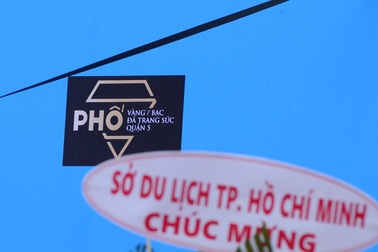 PHỐ
VÀNG / BẠC
ĐÁ TRANG SỨC
QUẬN 5
SỞ DU LỊCH TP. HỒ CHÍ MINH
CHÚC MỪNG